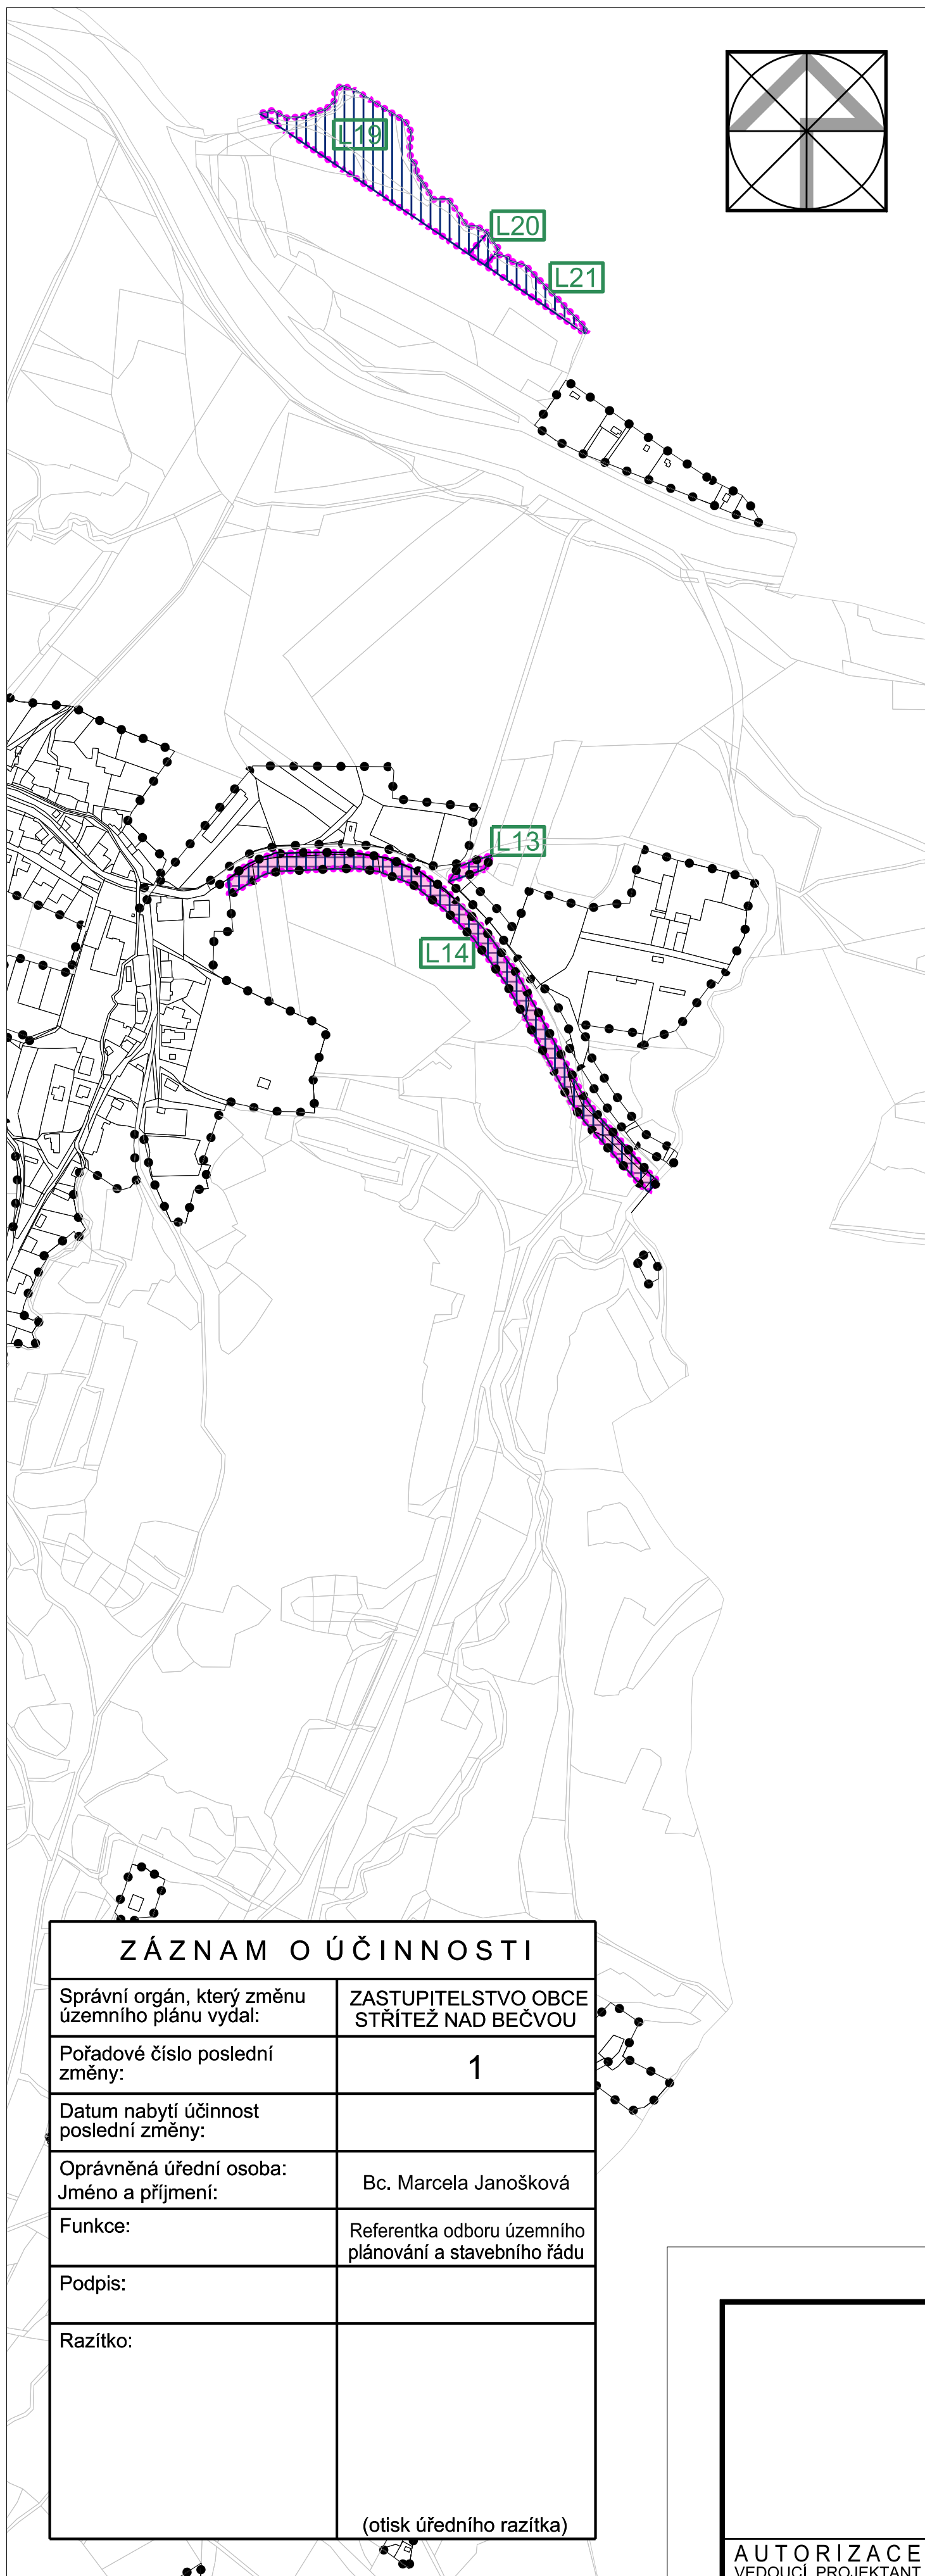 L19
L20
L21
L13
L14
ZÁZNAM O ÚČINNOSTI
Správní orgán, který změnu
územního plánu vydal:
ZASTUPITELSTVO OBCE
STŘÍTEŽ NAD BEČVOU
Pořadové číslo poslední
změny:
1
Datum nabytí účinnost
poslední změny:
Oprávněná úřední osoba:
Jméno a příjmení:
Bc. Marcela Janošková
Funkce:
Referentka odboru územního
plánování a stavebního řádu
Podpis:
Razítko:
(otisk úředního razítka)
AUTORIZACE
VEDOUCÍ PROJEKTANT